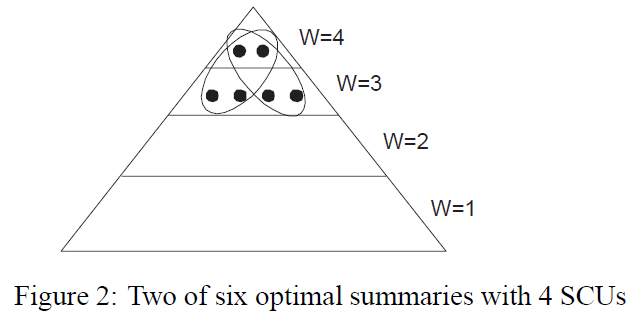 W=4
W=3
W=2
W=1
Figure 2: Two of six optimal summaries with 4 SCUs